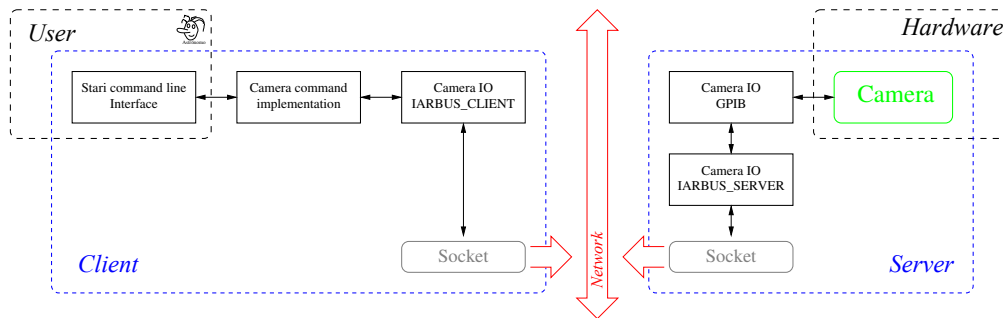 User
Astronomer
Hardware
Stari command line
Interface
Camera command
implementation
Camera IO
IARBUS_CLIENT
Camera IO
GPIB
Camera
Camera IO
IARBUS_SERVER
Client
Socket
Network
Socket
Server